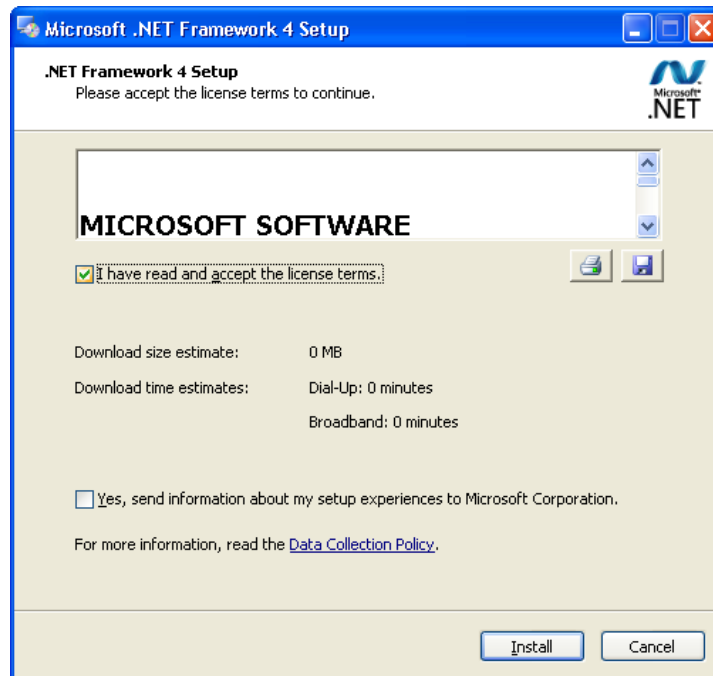 Microsoft .NET Framework 4 Setup
.NET Framework 4 Setup
Please accept the license terms to continue.
Microsoft®
.NET
MICROSOFT SOFTWARE
I have read and accept the license terms.
Download size estimate: 0 MB
Download time estimates: Dial-Up: 0 minutes
Broadband: 0 minutes
Yes, send information about my setup experiences to Microsoft Corporation.
For more information, read the Data Collection Policy.
Install Cancel